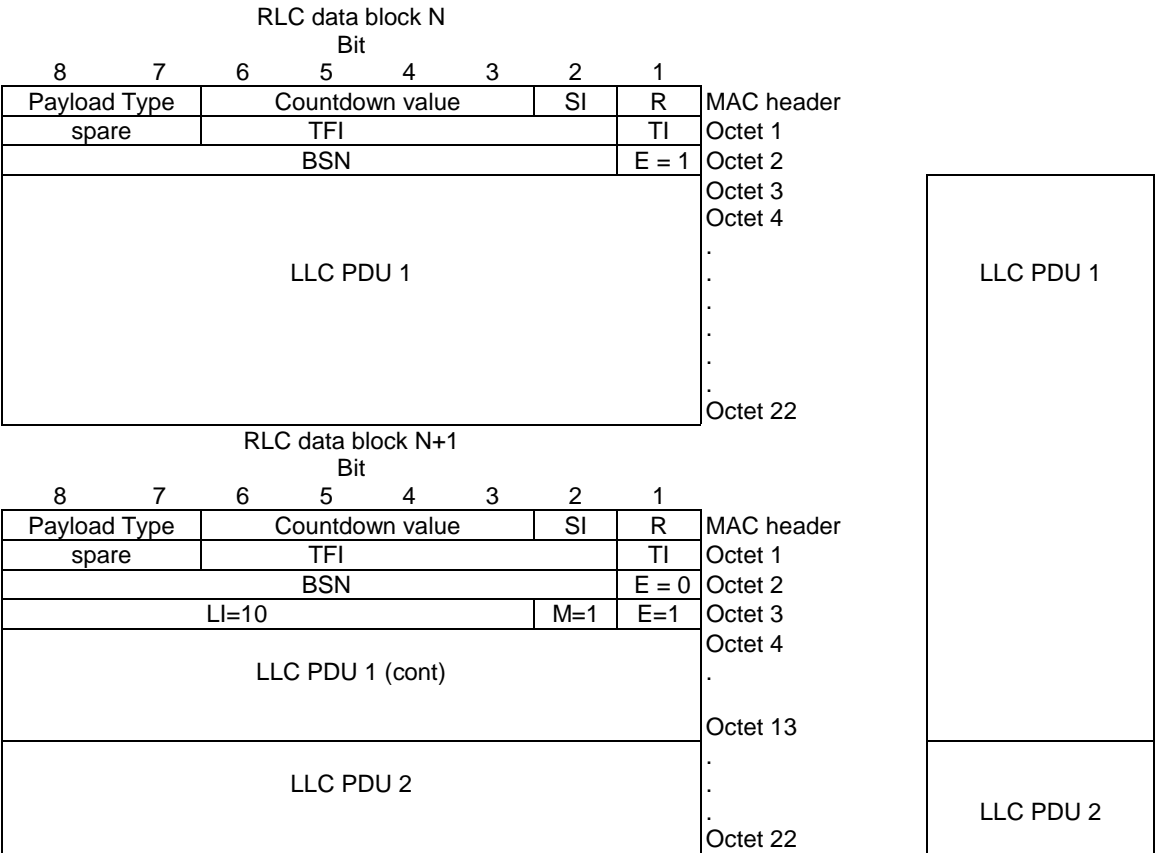 RLC data block N
Bit
8 7 6 5 4 3 2 1
Payload Type Countdown value SI R MAC header
spare TFI TI Octet 1
BSN E = 1 Octet 2
Octet 3
Octet 4
.
LLC PDU 1 . LLC PDU 1
.
.
.
.
Octet 22
RLC data block N+1
Bit
8 7 6 5 4 3 2 1
Payload Type Countdown value SI R MAC header
spare TFI TI Octet 1
BSN E = 0 Octet 2
LI=10 M=1 E=1 Octet 3
Octet 4
LLC PDU 1 (cont) .
Octet 13
.
LLC PDU 2 .
. LLC PDU 2
Octet 22